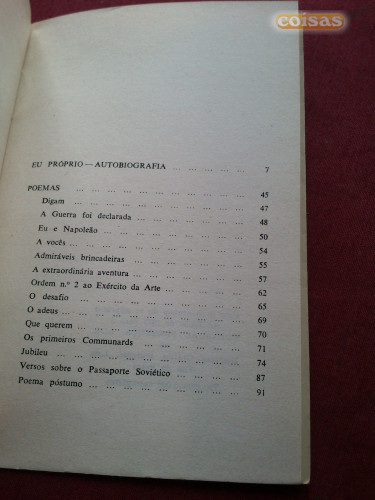 coisas
EU PRÓPRIO — AUTOBIOGRAFIA ... ... ... ... ... 7
POEMAS ... ... ... ... ... ... ... ... ... ... 45
Digam ... ... ... ... ... ... ... ... ... ... 47
A Guerra foi declarada ... ... ... ... ... ... 48
Eu e Napoleão ... ... ... ... ... ... ... ... 50
A vocês ... ... ... ... ... ... ... ... ... 54
Admiráveis brincadeiras ... ... ... ... ... ... 55
A extraordinária aventura ... ... ... ... ... 57
Ordem n.º 2 ao Exército da Arte ... ... ... 62
O desafio ... ... ... ... ... ... ... ... ... 65
O adeus ... ... ... ... ... ... ... ... ... 69
Que querem ... ... ... ... ... ... ... ... 70
Os primeiros Communards ... ... ... ... ... 71
Jubileu ... ... ... ... ... ... ... ... ... 74
Versos sobre o Passaporte Soviético ... ... ... 87
Poema póstumo ... ... ... ... ... ... ... ... 91